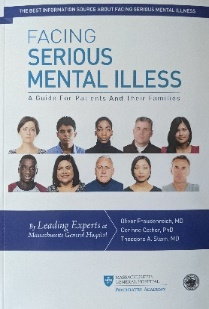 THE BEST INFORMATION SOURCE ABOUT FACING SERIOUS MENTAL ILLNESS
FACING
SERIOUS
MENTAL ILLESS
A Guide For Patients And Their Families
By Leading Experts at
Massachusetts General Hospital
Oliver Freudenreich, MD
Corinne Cather, PhD
Theodore A. Stern, MD
MASSACHUSETTS
GENERAL HOSPITAL
PSYCHIATRY ACADEMY